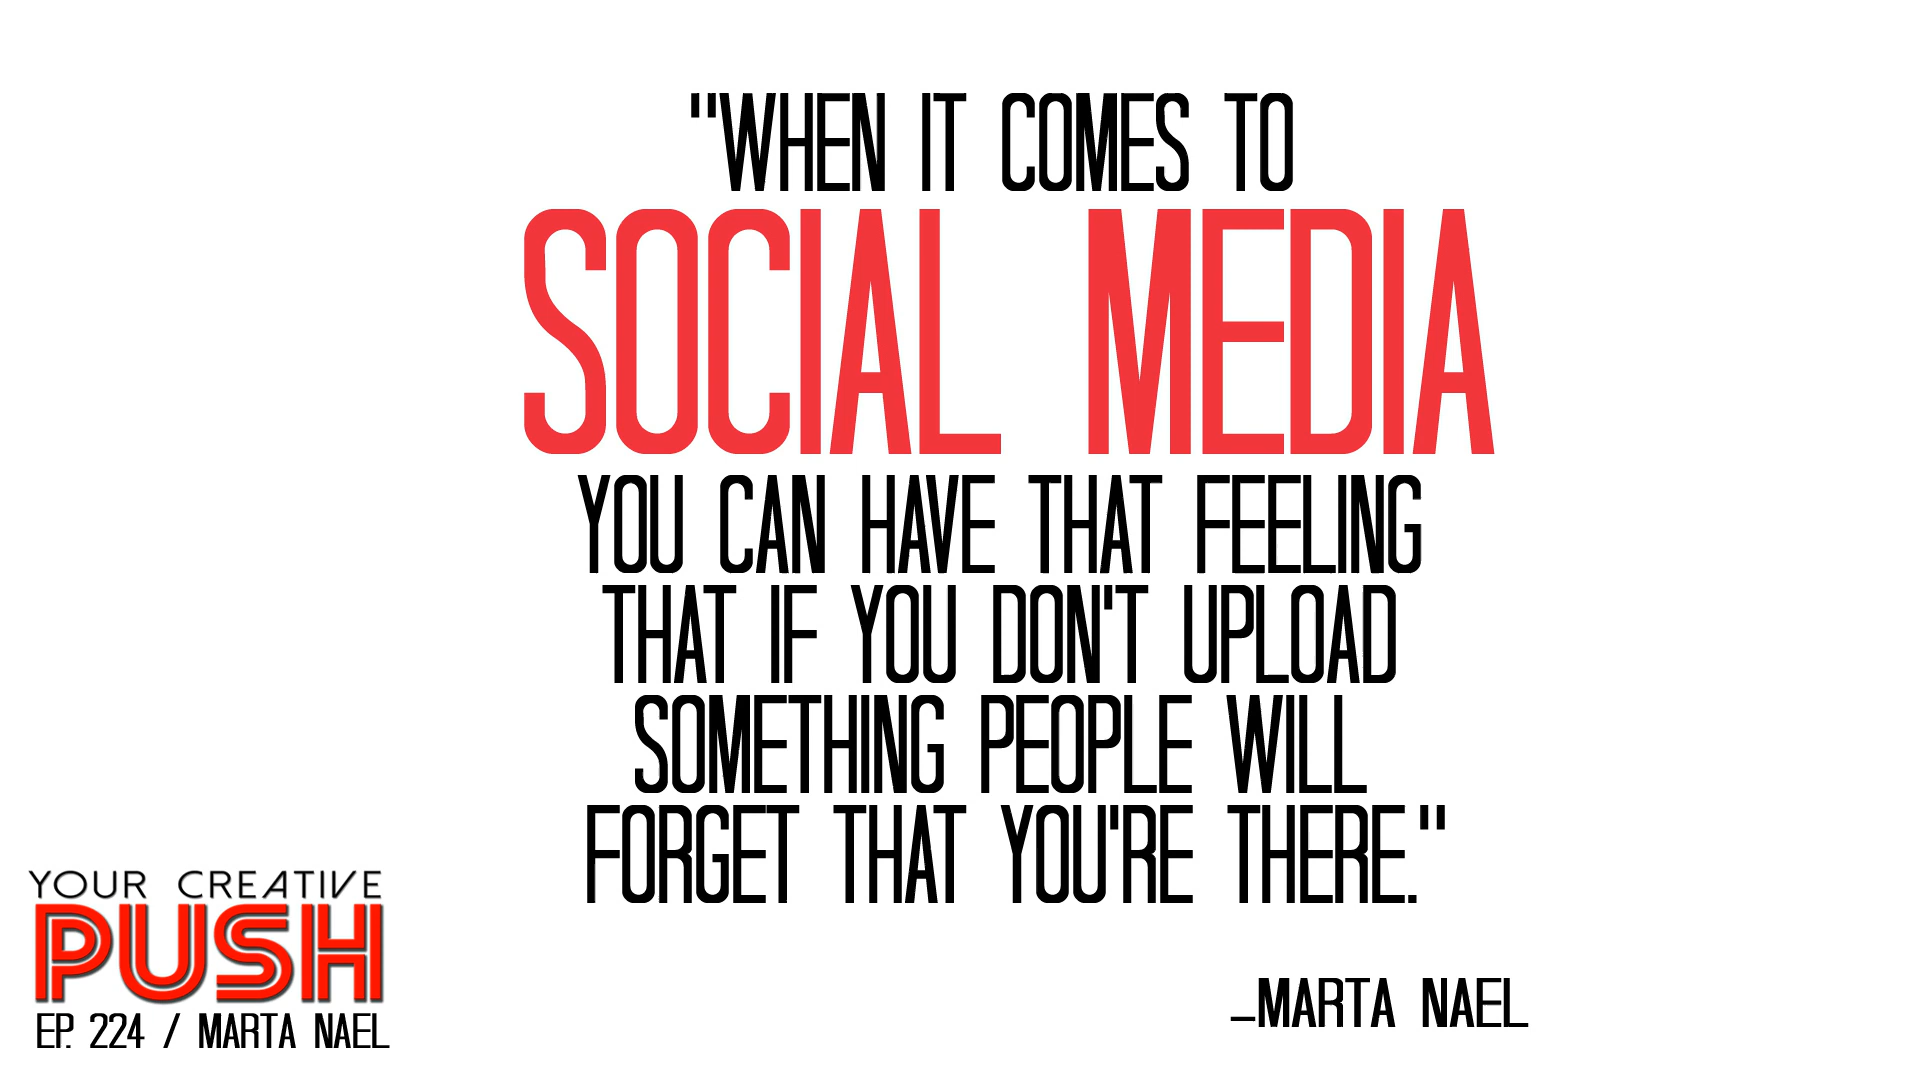 "WHEN IT COMES TO
SOCIAL MEDIA
YOU CAN HAVE THAT FEELING
THAT IF YOU DON'T UPLOAD
SOMETHING PEOPLE WILL
FORGET THAT YOU'RE THERE."
–MARTA NAEL
YOUR CREATIVE
PUSH
EP. 224 / MARTA NAEL